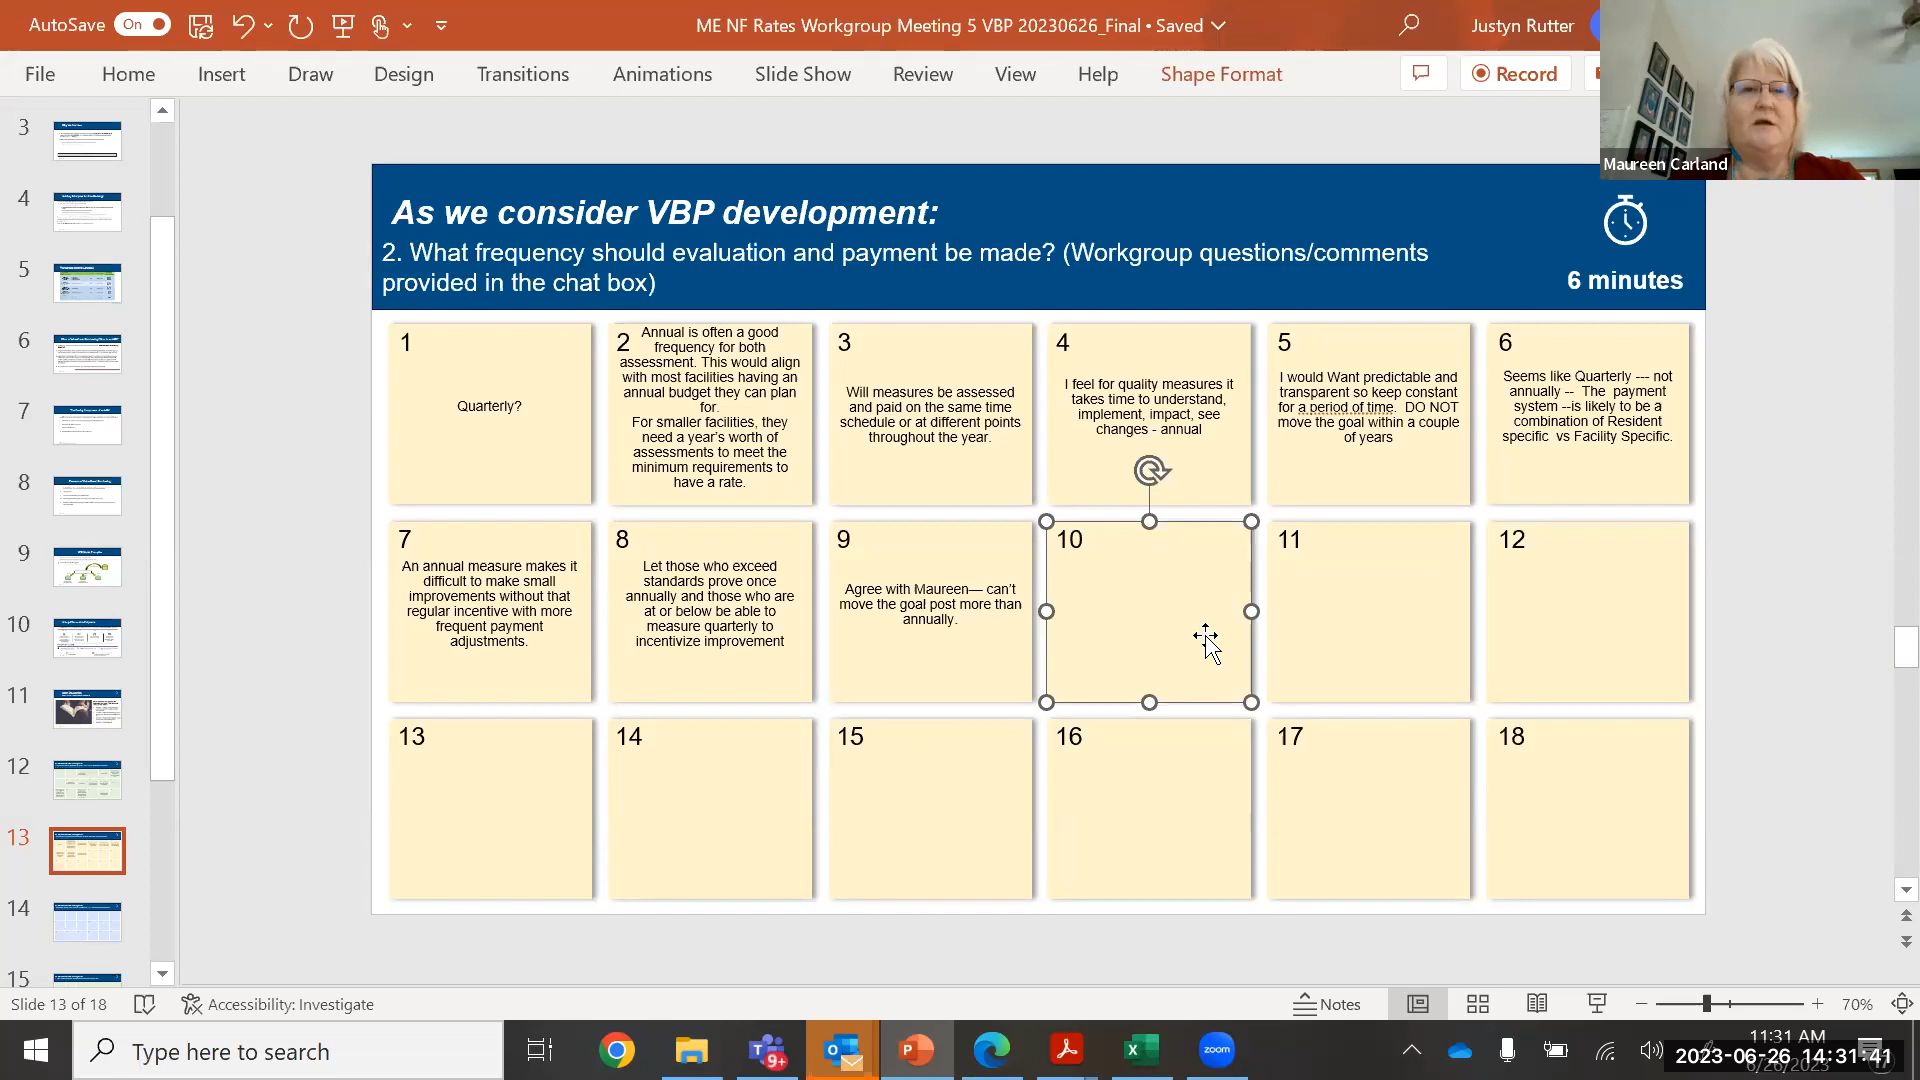 AutoSave On
ME NF Rates Workgroup Meeting 5 VBP 20230626_Final • Saved
Justyn Rutter
File Home Insert Draw Design Transitions Animations Slide Show Review View Help Shape Format
Record
Maureen Carland
3
4
5
6
7
8
9
10
11
12
13
14
15
As we consider VBP development:
2. What frequency should evaluation and payment be made? (Workgroup questions/comments
provided in the chat box)
6 minutes
1
Quarterly?
2
Annual is often a good
frequency for both
assessment. This would align
with most facilities having an
annual budget they can plan
for.
For smaller facilities, they
need a year's worth of
assessments to meet the
minimum requirements to
have a rate.
3
Will measures be assessed
and paid on the same time
schedule or at different points
throughout the year.
4
I feel for quality measures it
takes time to understand,
implement, impact, see
changes - annual
5
I would Want predictable and
transparent so keep constant
for a period of time. DO NOT
move the goal within a couple
of years
6
Seems like Quarterly --- not
annually -- The payment
system --is likely to be a
combination of Resident
specific vs Facility Specific.
7
An annual measure makes it
difficult to make small
improvements without that
regular incentive with more
frequent payment
adjustments.
8
Let those who exceed
standards prove once
annually and those who are
at or below be able to
measure quarterly to
incentivize improvement
9
Agree with Maureen— can't
move the goal post more than
annually.
10
11
12
13
14
15
16
17
18
Slide 13 of 18
Accessibility: Investigate
Notes
70%
Type here to search
9+
zoom
11:31 AM
2023-06-26 14:31:41
6/26/2023